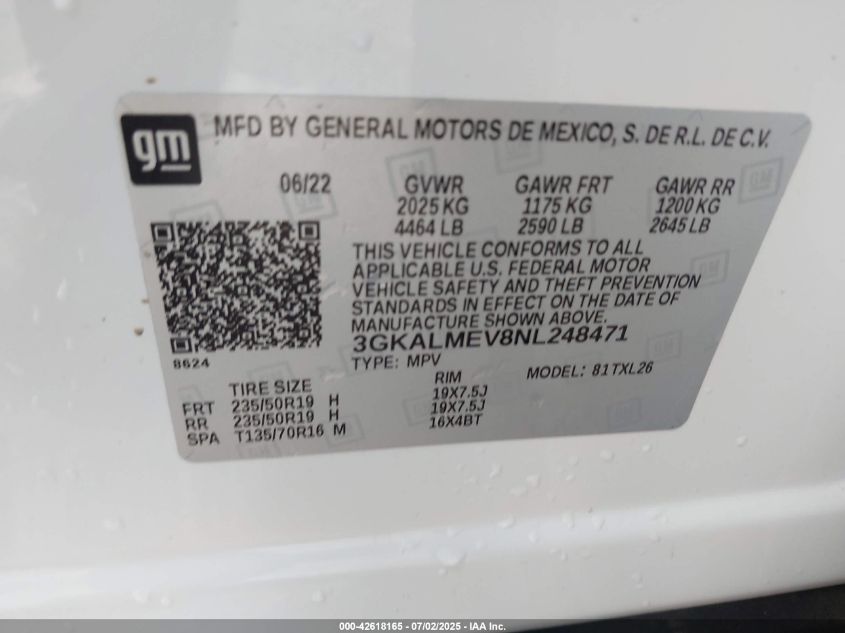 gm
MFD BY GENERAL MOTORS DE MEXICO, S. DE R.L. DE C.V.
06/22 GVWR GAWR FRT GAWR RR
2025 KG 1175 KG 1200 KG
4464 LB 2590 LB 2645 LB
THIS VEHICLE CONFORMS TO ALL
APPLICABLE U.S. FEDERAL MOTOR
VEHICLE SAFETY AND THEFT PREVENTION
STANDARDS IN EFFECT ON THE DATE OF
MANUFACTURE SHOWN ABOVE.
3GKALMEV8NL248471
8624
TYPE: MPV MODEL: 81TXL26
TIRE SIZE RIM
FRT 235/50R19 H 19X7.5J
RR 235/50R19 H 19X7.5J
SPA T135/70R16 M 16X4BT
000-42618165 - 07/02/2025 - IAA Inc.